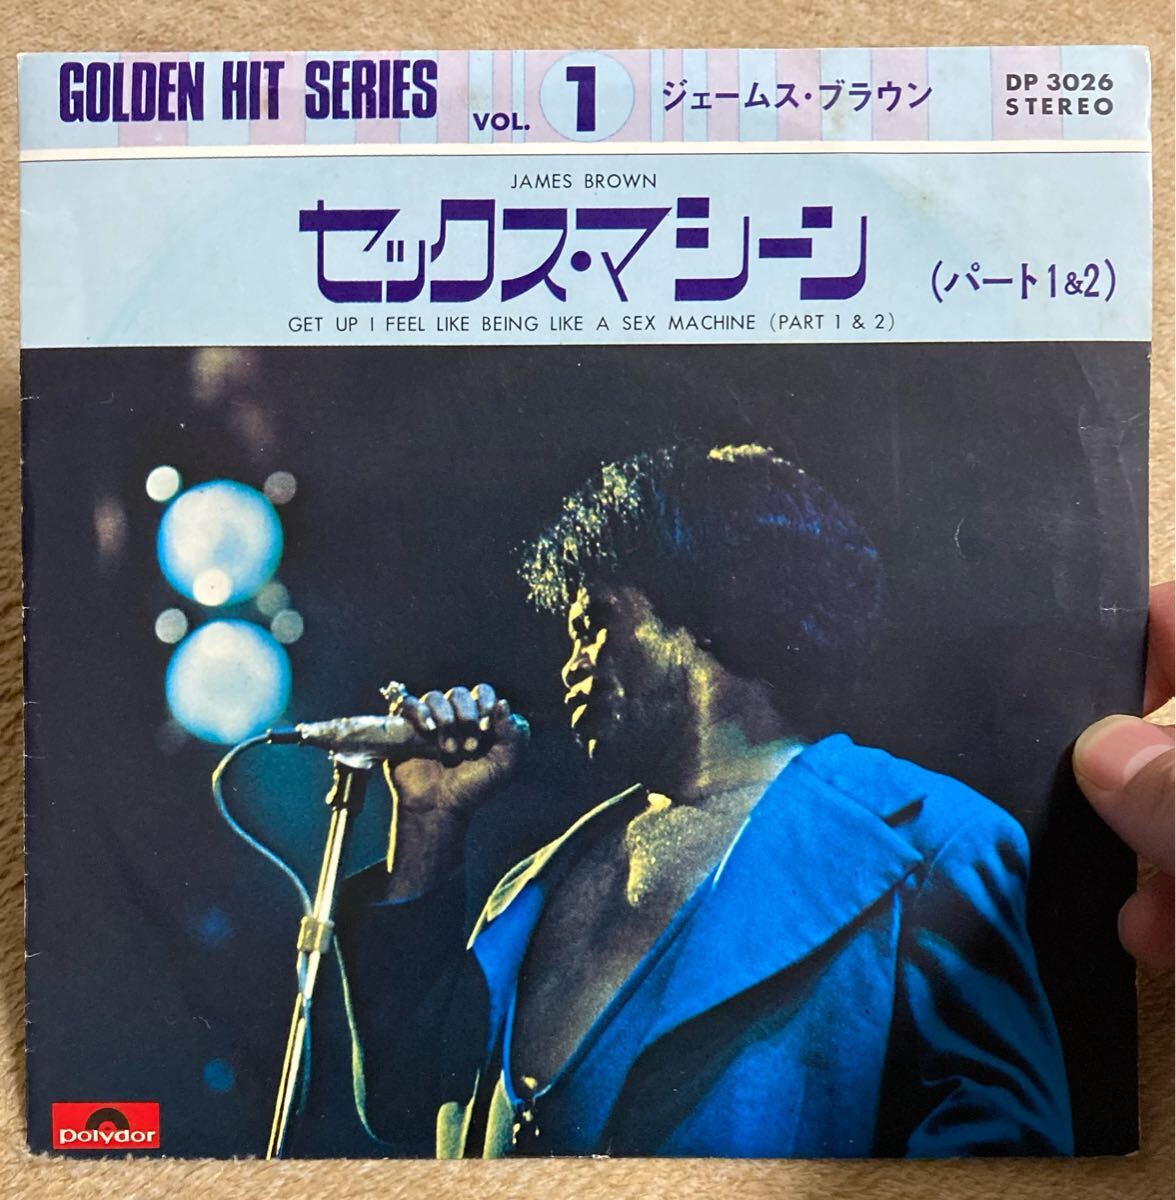 GOLDEN HIT SERIES VOL. 1 ジェームス・ブラウン
DP 3026
STEREO
JAMES BROWN
セックス・マシーン (パート1&2)
GET UP I FEEL LIKE BEING LIKE A SEX MACHINE (PART 1 & 2)
polydor